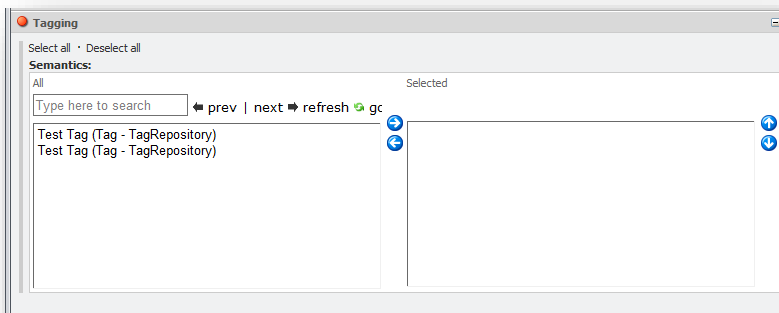 Tagging
Select all · Deselect all
Semantics:
All
Selected
Type here to search
prev | next refresh go
Test Tag (Tag - TagRepository)
Test Tag (Tag - TagRepository)